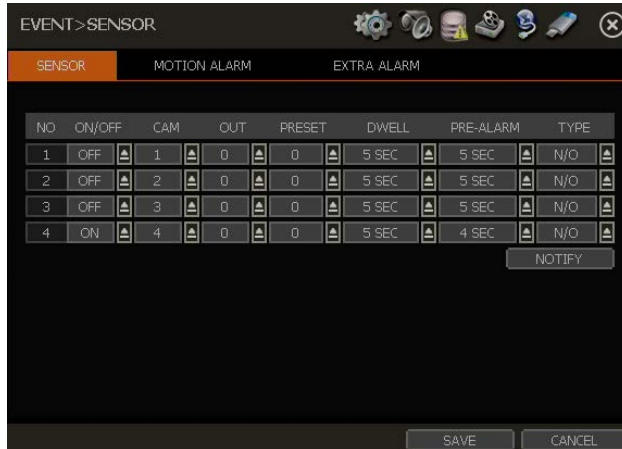 EVENT>SENSOR
SENSOR MOTION ALARM EXTRA ALARM
NO ON/OFF CAM OUT PRESET DWELL PRE-ALARM TYPE
1 OFF 1 0 0 5 SEC 5 SEC N/O
2 OFF 2 0 0 5 SEC 5 SEC N/O
3 OFF 3 0 0 5 SEC 5 SEC N/O
4 ON 4 0 0 5 SEC 4 SEC N/O
NOTIFY
SAVE CANCEL